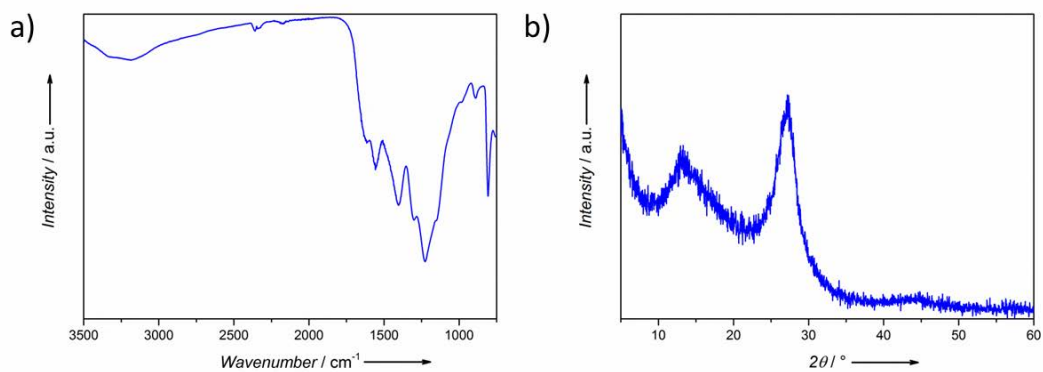 a)
Intensity / a.u.
3500 3000 2500 2000 1500 1000
Wavenumber / cm⁻¹
b)
Intensity / a.u.
10 20 30 40 50 60
2θ / °